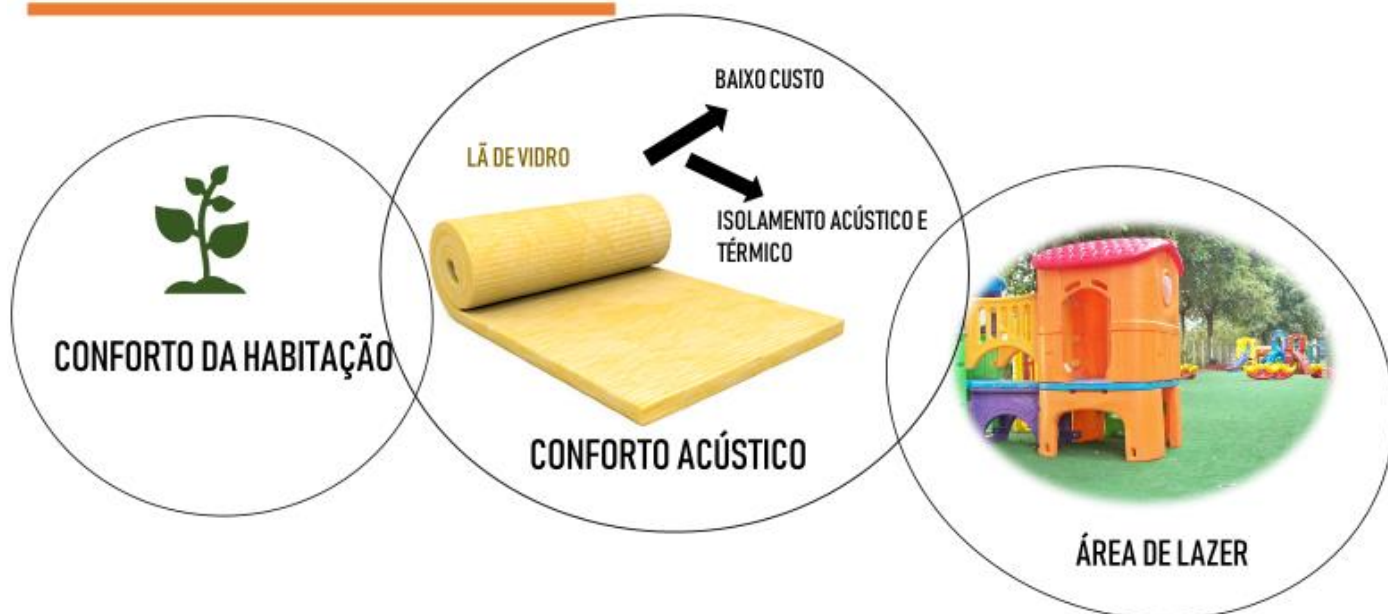 BAIXO CUSTO
LÃ DE VIDRO
ISOLAMENTO ACÚSTICO E
TÉRMICO
CONFORTO DA HABITAÇÃO
CONFORTO ACÚSTICO
ÁREA DE LAZER